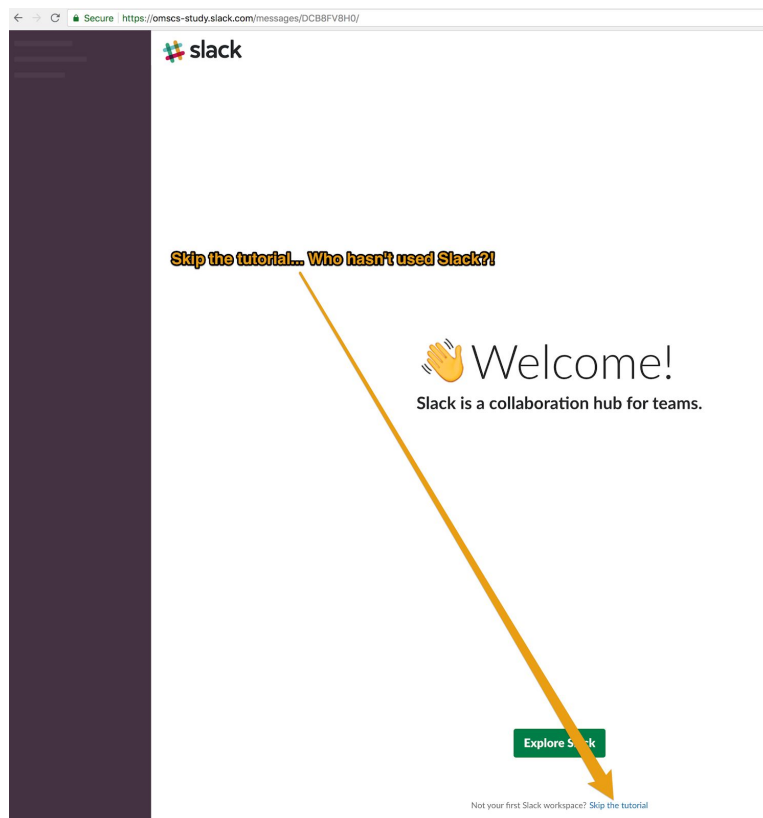 Secure https://omscs-study.slack.com/messages/DCB8FV8H0/
slack
Skip the tutorial... Who hasn't used Slack?!
Welcome!
Slack is a collaboration hub for teams.
Explore
Not your first Slack workspace? Skip the tutorial